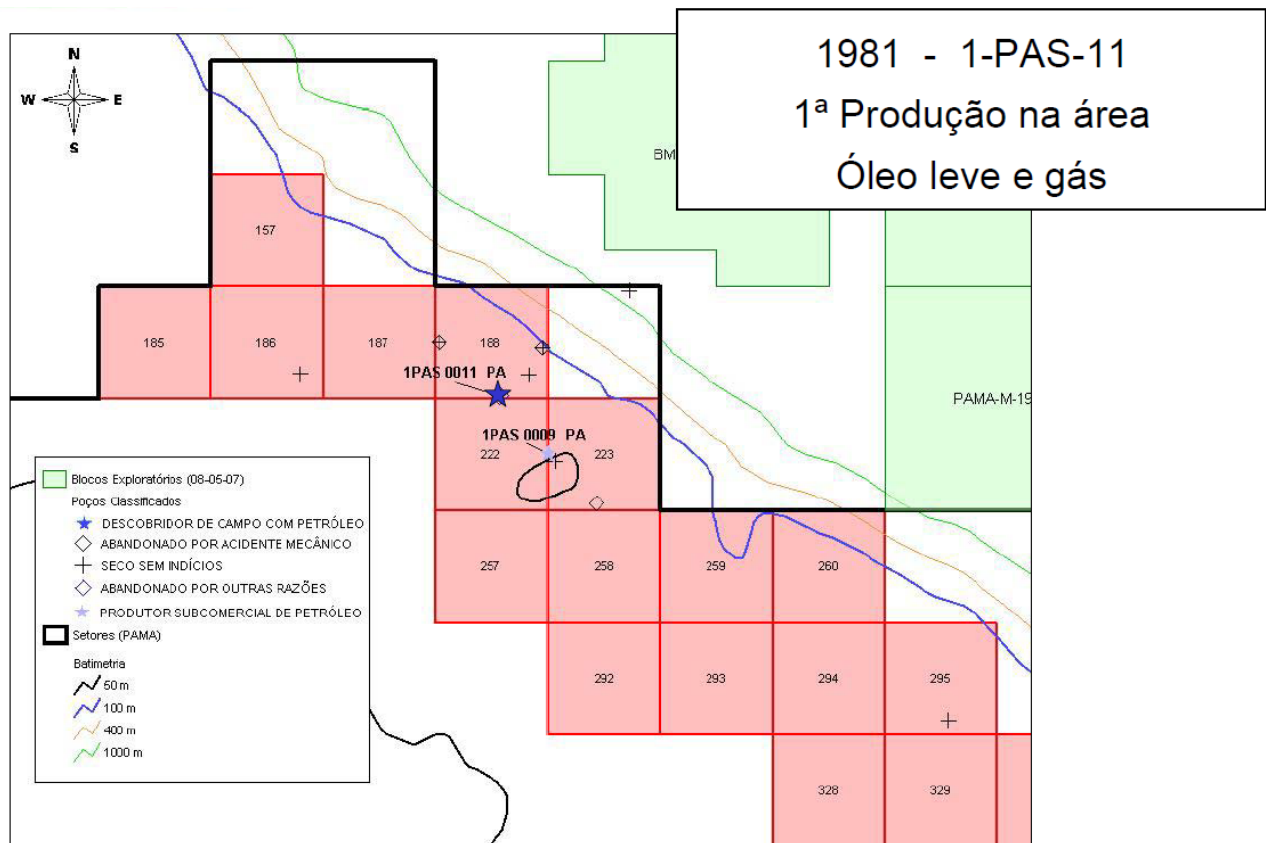 1981 - 1-PAS-11
1ª Produção na área
Óleo leve e gás
N
W
E
S
BM
157
185
186
187
188
1PAS 0011 PA
PAMA-M-19
1PAS 0009 PA
222
223
257
258
259
260
292
293
294
295
328
329
Blocos Exploratórios (08-05-07)
Poços Classificados
DESCOBRIDOR DE CAMPO COM PETRÓLEO
ABANDONADO POR ACIDENTE MECÂNICO
SECO SEM INDÍCIOS
ABANDONADO POR OUTRAS RAZÕES
PRODUTOR SUBCOMERCIAL DE PETRÓLEO
Setores (PAMA)
Batimetria
50 m
100 m
400 m
1000 m